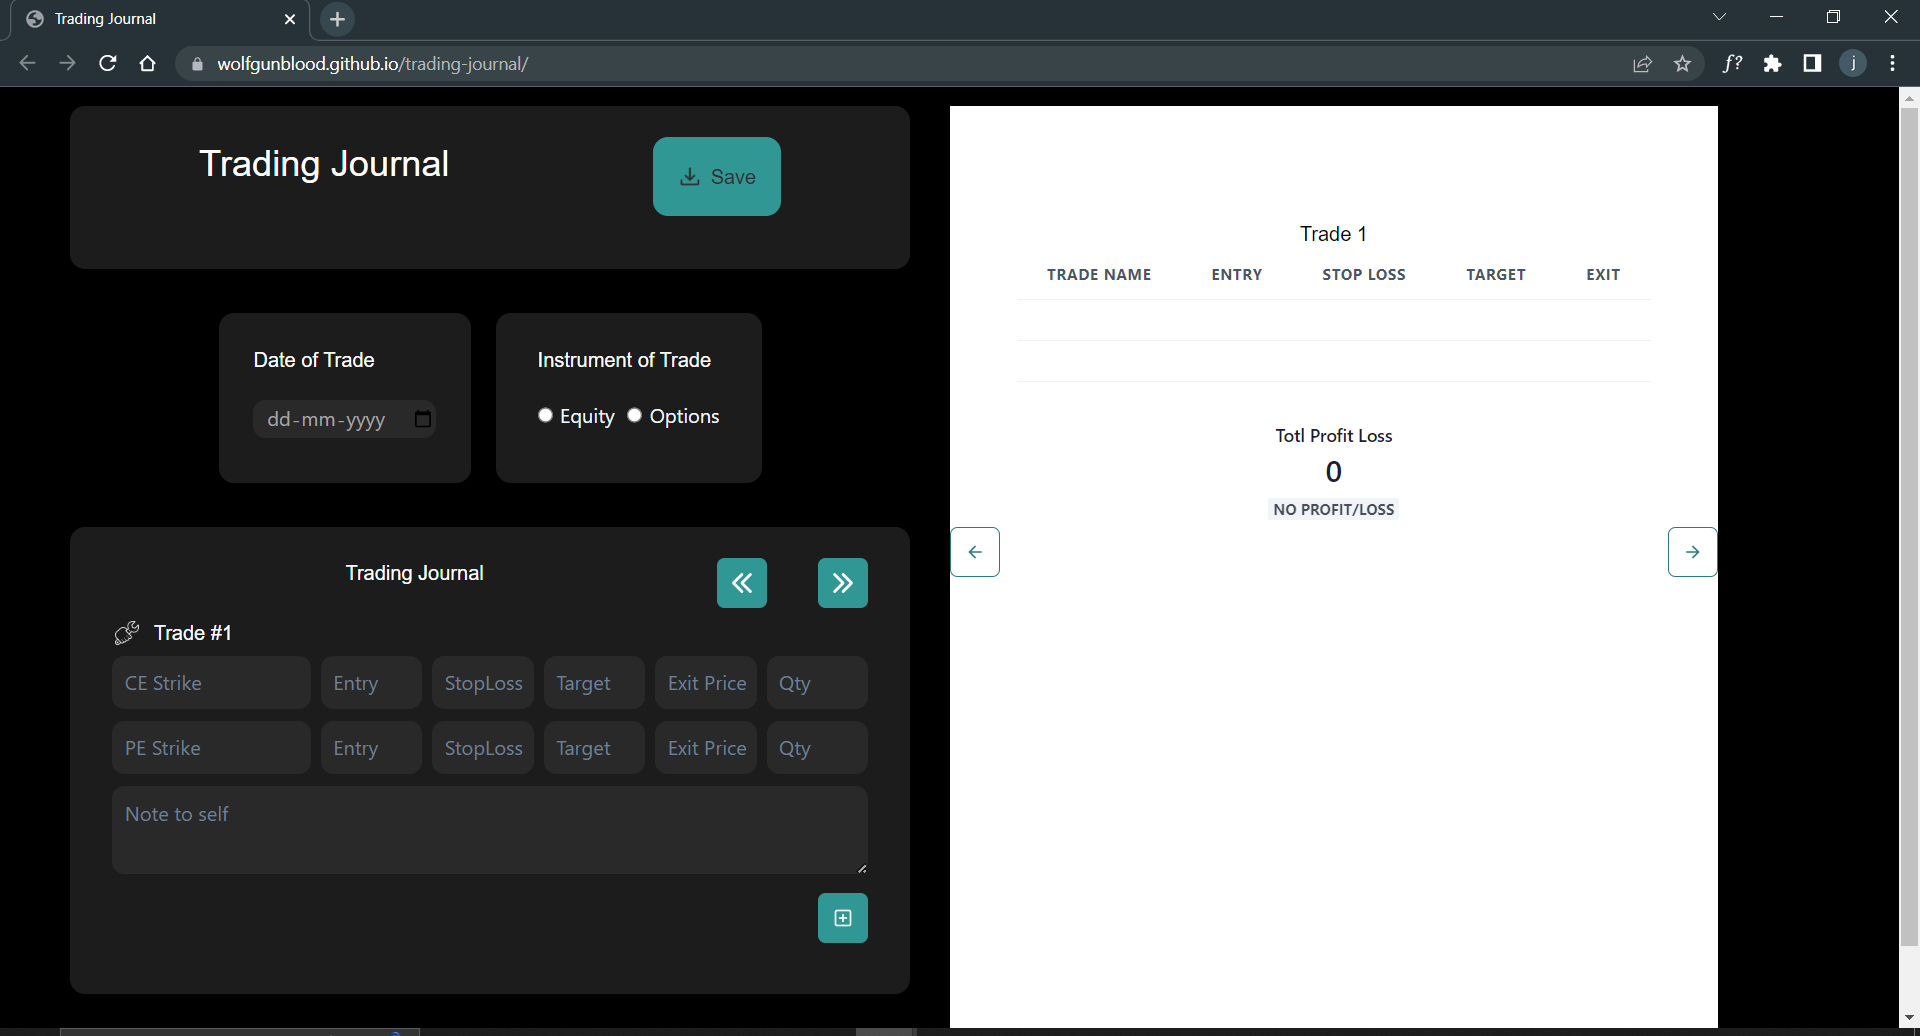 Trading Journal
wolfgunblood.github.io/trading-journal/
f?
j
Trading Journal
Save
Date of Trade
dd-mm-yyyy
Instrument of Trade
Equity Options
Trading Journal
Trade #1
CE Strike Entry StopLoss Target Exit Price Qty
PE Strike Entry StopLoss Target Exit Price Qty
Note to self
Trade 1
TRADE NAME ENTRY STOP LOSS TARGET EXIT
Totl Profit Loss
0
NO PROFIT/LOSS